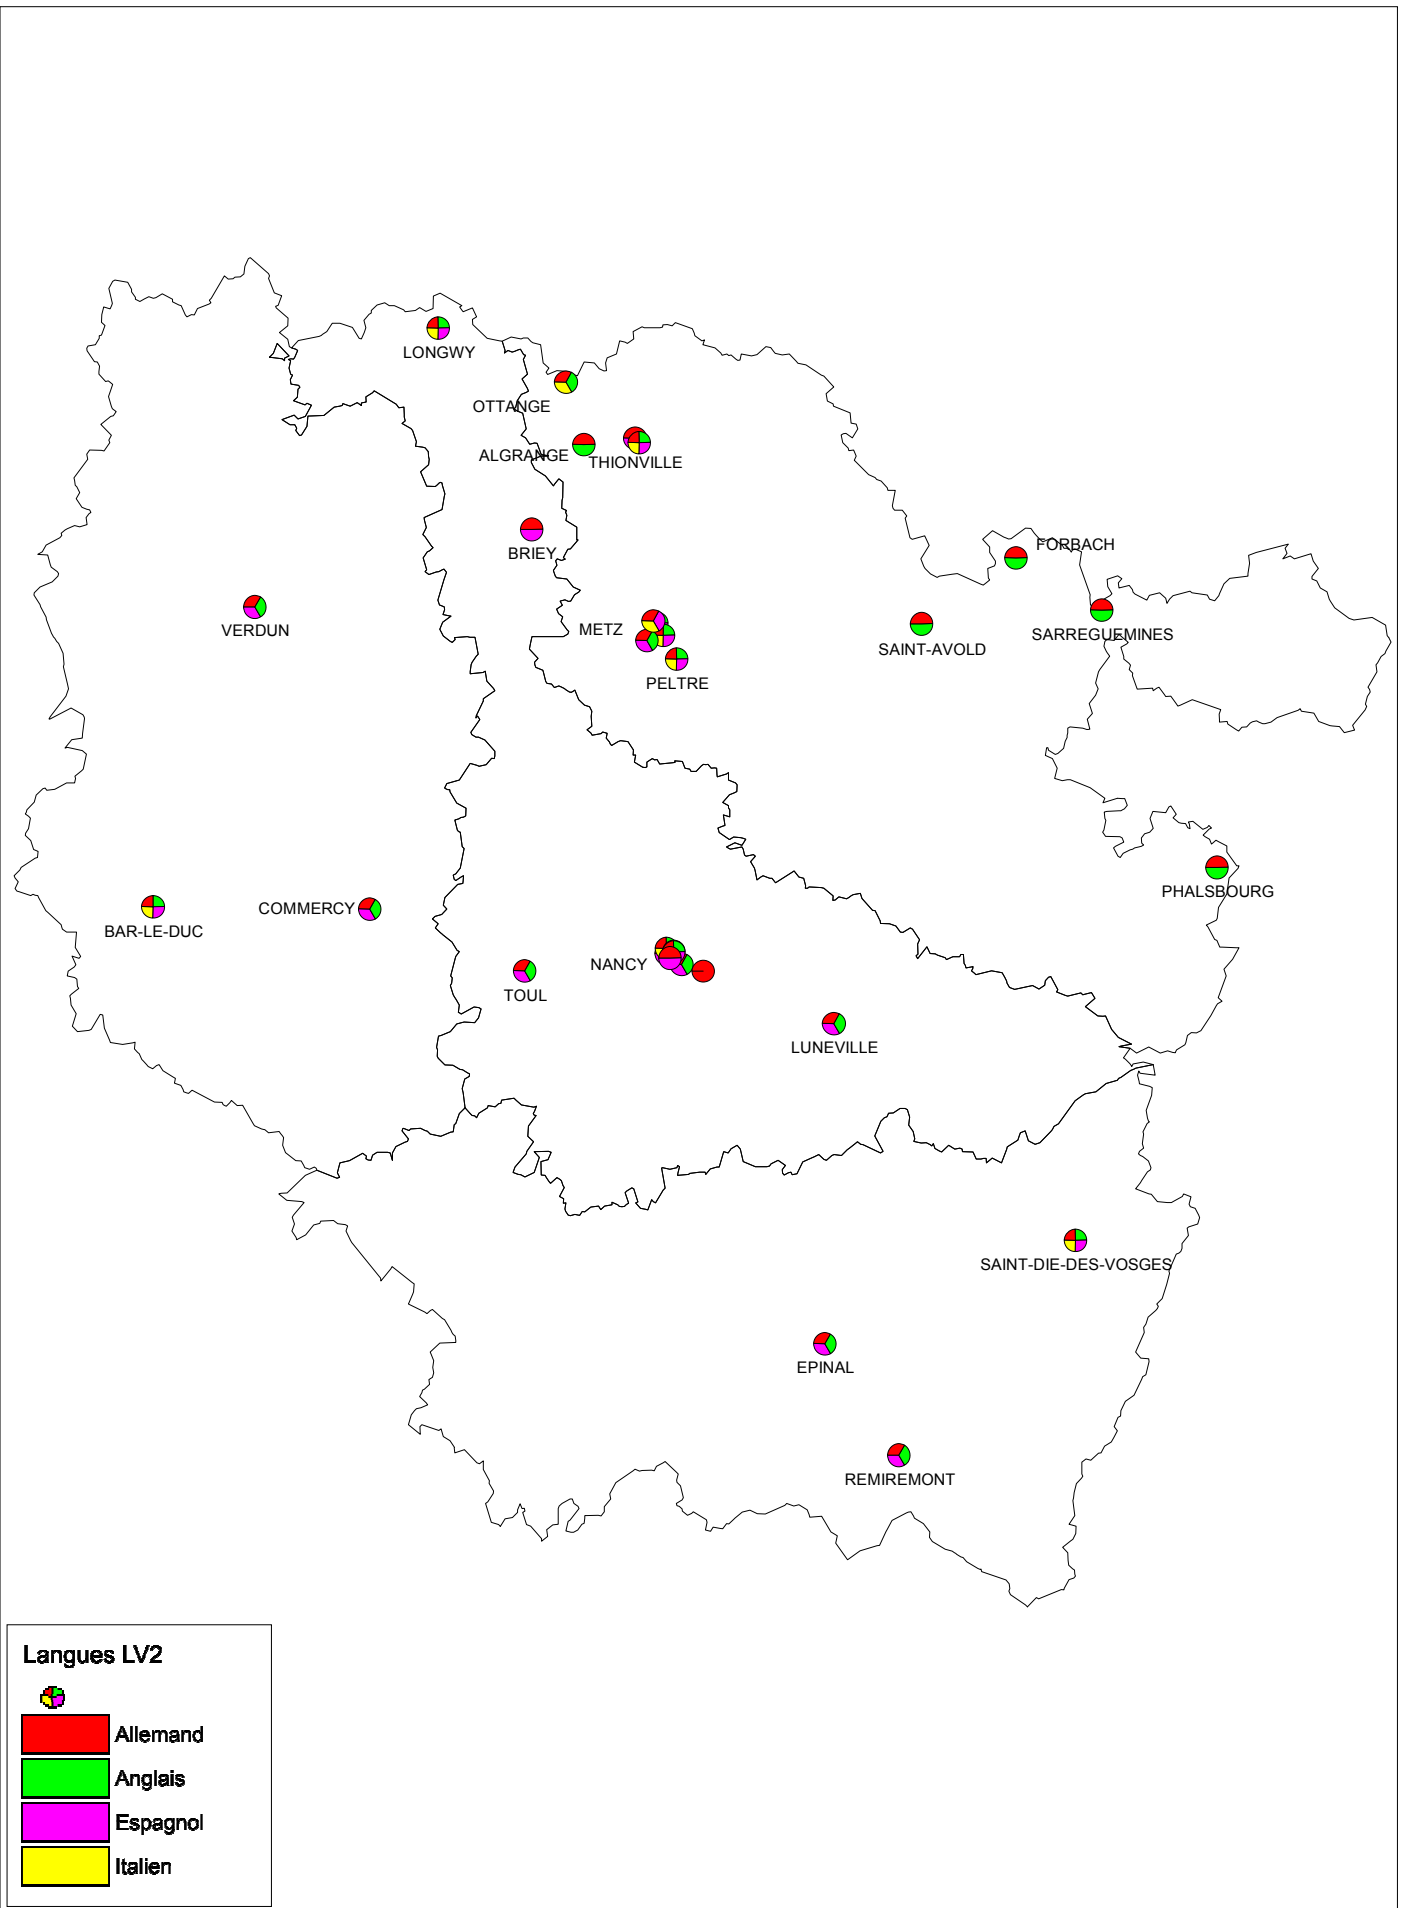 LONGWY
OTTANGE
ALGRANGE
THIONVILLE
BRIEY
FORBACH
VERDUN
METZ
SARREGUEMINES
SAINT-AVOLD
PELTRE
PHALSBOURG
BAR-LE-DUC
COMMERCY
NANCY
TOUL
LUNEVILLE
SAINT-DIE-DES-VOSGES
EPINAL
REMIREMONT
Langues LV2
Allemand
Anglais
Espagnol
Italien